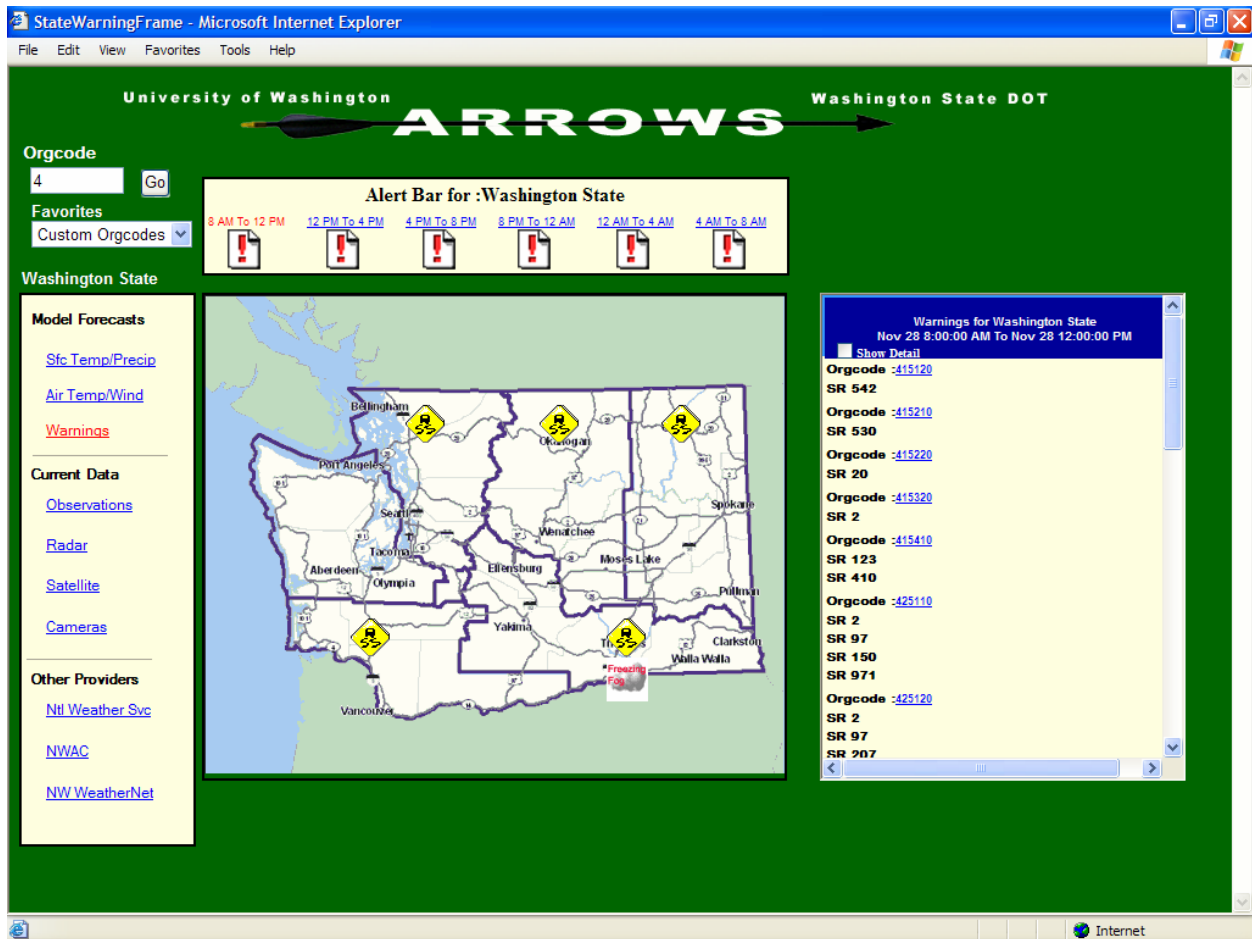 StateWarningFrame - Microsoft Internet Explorer
File Edit View Favorites Tools Help
University of Washington
ARROWS
Washington State DOT
Orgcode
4
Go
Favorites
Custom Orgcodes
Washington State
Alert Bar for :Washington State
8 AM To 12 PM 12 PM To 4 PM 4 PM To 8 PM 8 PM To 12 AM 12 AM To 4 AM 4 AM To 8 AM
Model Forecasts
Sfc Temp/Precip
Air Temp/Wind
Warnings
Current Data
Observations
Radar
Satellite
Cameras
Other Providers
Ntl Weather Svc
NWAC
NW WeatherNet
Bellingham
Port Angeles
Spokane
Wenatchee
Tacoma
Moses Lake
Aberdeen
Ellensburg
Olympia
Pullman
Yakima
Clarkston
Walla Walla
Freezing
Fog
Vancouver
Warnings for Washington State
Nov 28 8:00:00 AM To Nov 28 12:00:00 PM
Show Detail
Orgcode :415120
SR 542
Orgcode :415210
SR 530
Orgcode :415220
SR 20
Orgcode :415320
SR 2
Orgcode :415410
SR 123
SR 410
Orgcode :425110
SR 2
SR 97
SR 150
SR 971
Orgcode :425120
SR 2
SR 97
SR 207
Internet